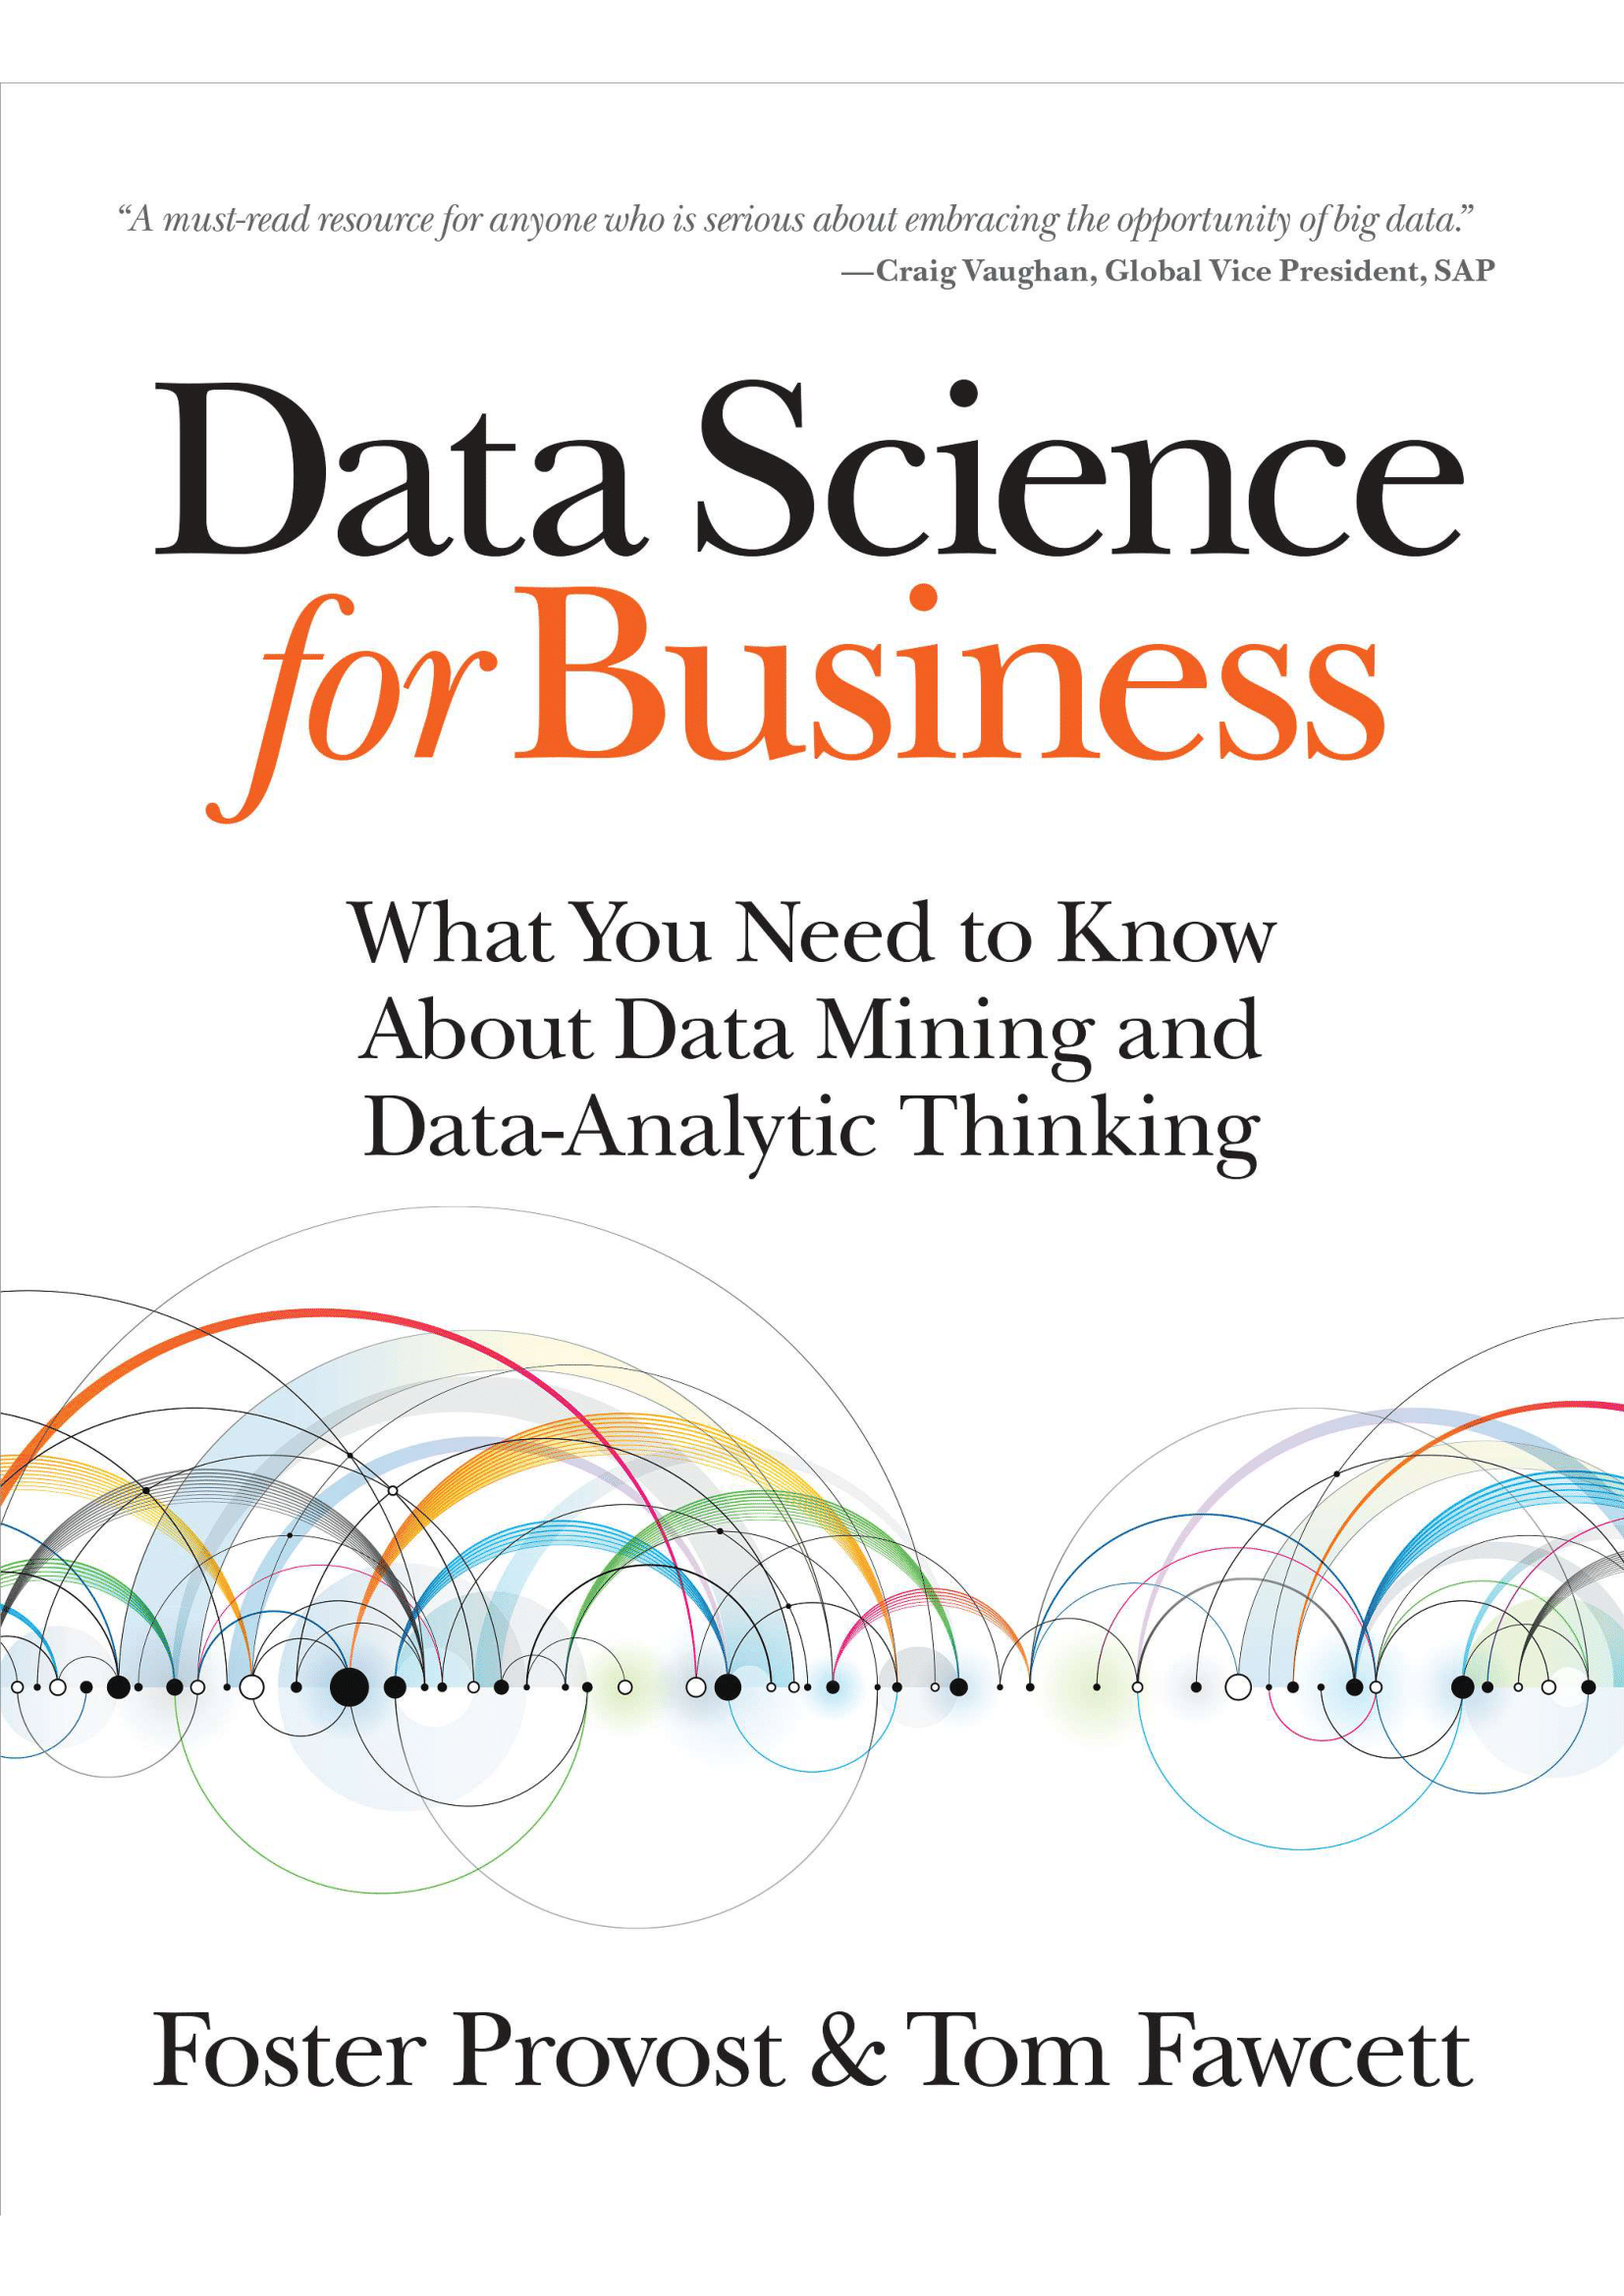 “A must-read resource for anyone who is serious about embracing the opportunity of big data.”
—Craig Vaughan, Global Vice President, SAP
Data Science
for Business
What You Need to Know
About Data Mining and
Data-Analytic Thinking
Foster Provost & Tom Fawcett